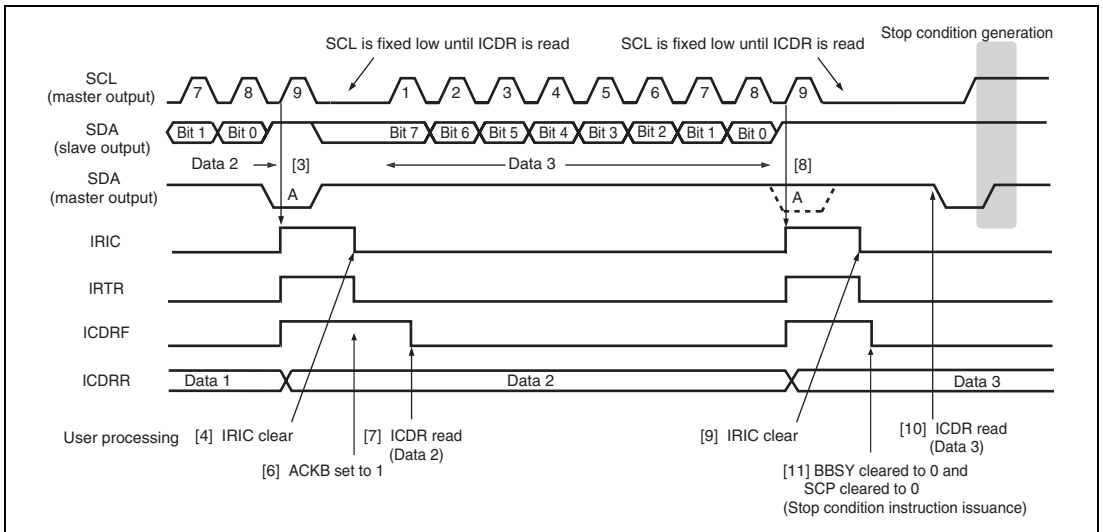 Stop condition generation
SCL is fixed low until ICDR is read
SCL is fixed low until ICDR is read
SCL
(master output)
7 8 9 1 2 3 4 5 6 7 8 9
SDA
(slave output)
Bit 1 Bit 0 Bit 7 Bit 6 Bit 5 Bit 4 Bit 3 Bit 2 Bit 1 Bit 0
Data 2 [3] Data 3 [8]
SDA
(master output)
A A
IRIC
IRTR
ICDRF
ICDRR
Data 1 Data 2 Data 3
User processing
[4] IRIC clear
[7] ICDR read
(Data 2)
[6] ACKB set to 1
[9] IRIC clear
[10] ICDR read
(Data 3)
[11] BBSY cleared to 0 and
SCP cleared to 0
(Stop condition instruction issuance)